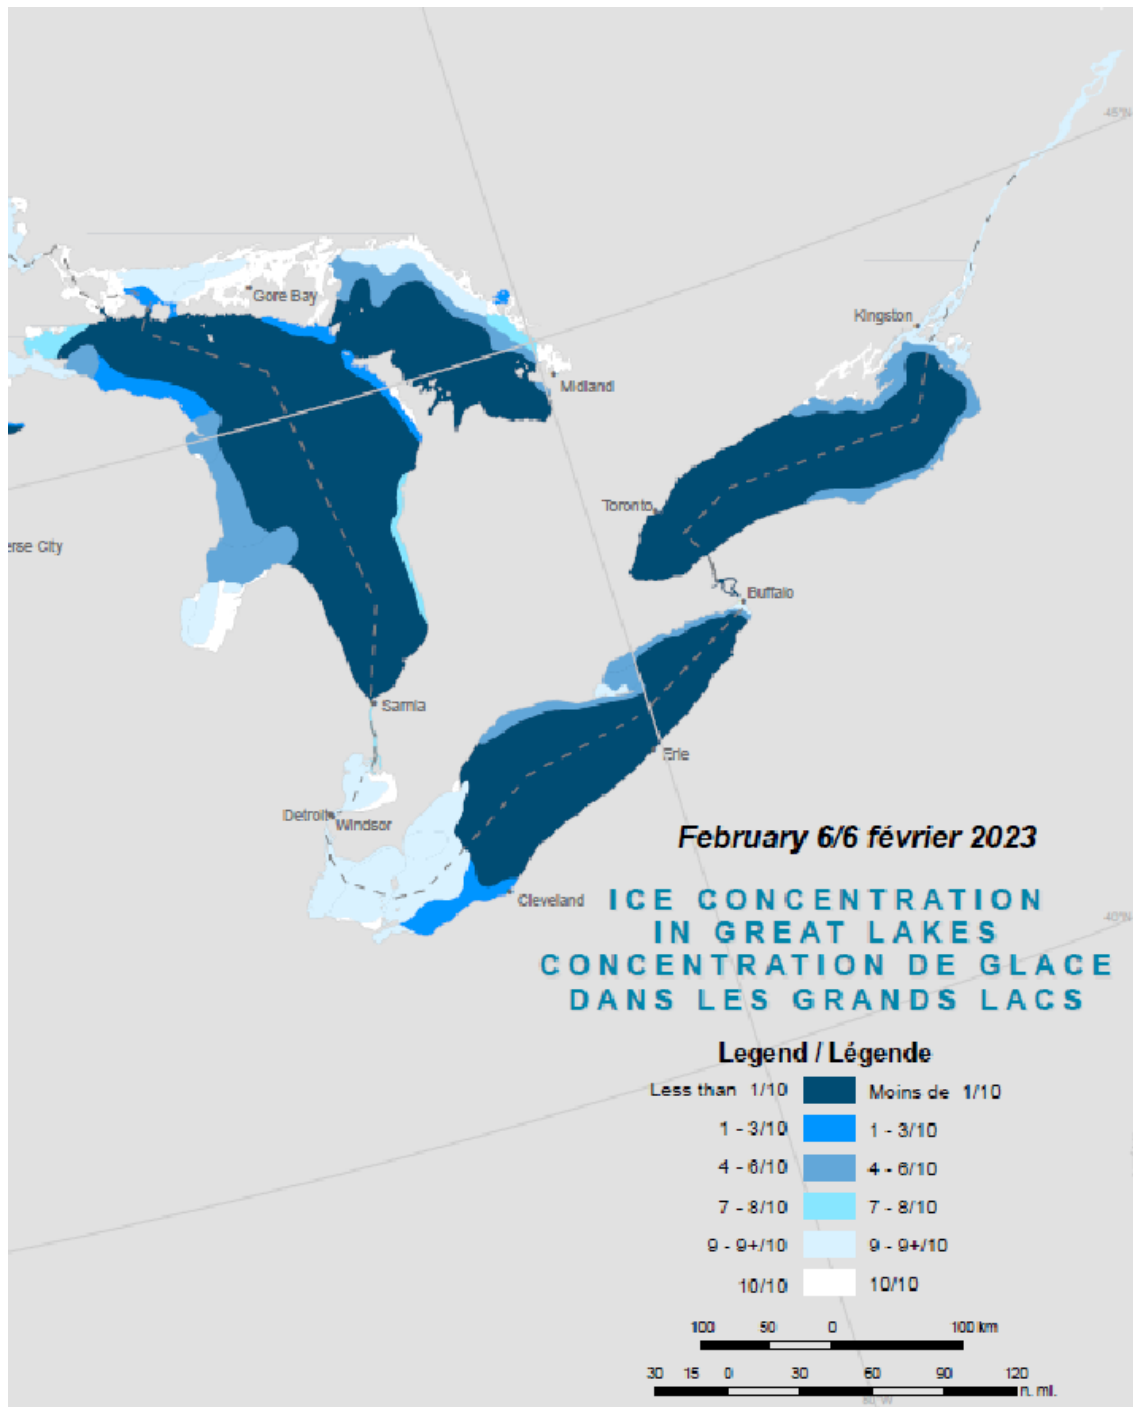 45°N
Gore Bay
Kingston
Midland
Toronto
erse City
Buffalo
Sarnia
Erie
Detroit
Windsor
February 6/6 février 2023
Cleveland
ICE CONCENTRATION
IN GREAT LAKES
40°N
CONCENTRATION DE GLACE
DANS LES GRANDS LACS
Legend / Légende
Less than 1/10 Moins de 1/10
1 - 3/10 1 - 3/10
4 - 6/10 4 - 6/10
7 - 8/10 7 - 8/10
9 - 9+/10 9 - 9+/10
10/10 10/10
100 50 0 100 km
30 15 0 30 60 90 120
n. mi.
80°W